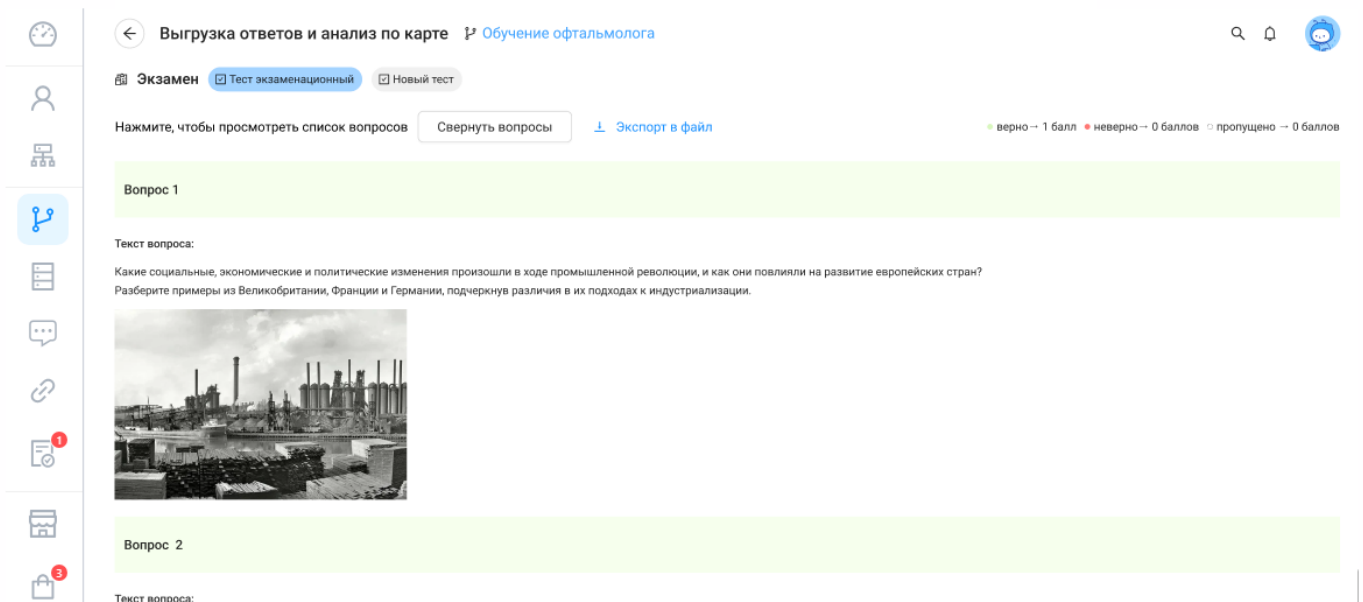 Выгрузка ответов и анализ по карте Обучение офтальмолога
Экзамен Тест экзаменационный Новый тест
Нажмите, чтобы просмотреть список вопросов Свернуть вопросы Экспорт в файл верно→ 1 балл неверно→ 0 баллов пропущено → 0 баллов
Вопрос 1
Текст вопроса:
Какие социальные, экономические и политические изменения произошли в ходе промышленной революции, и как они повлияли на развитие европейских стран?
Разберите примеры из Великобритании, Франции и Германии, подчеркнув различия в их подходах к индустриализации.
1
Вопрос 2
3
Текст вопроса: